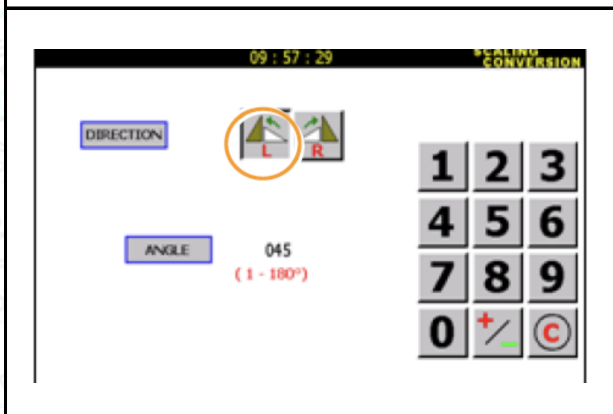 09 : 57 : 29
SCALING
CONVERSION
DIRECTION
L R
1 2 3
ANGLE
045
4 5 6
( 1 - 180°)
7 8 9
0 +/- C